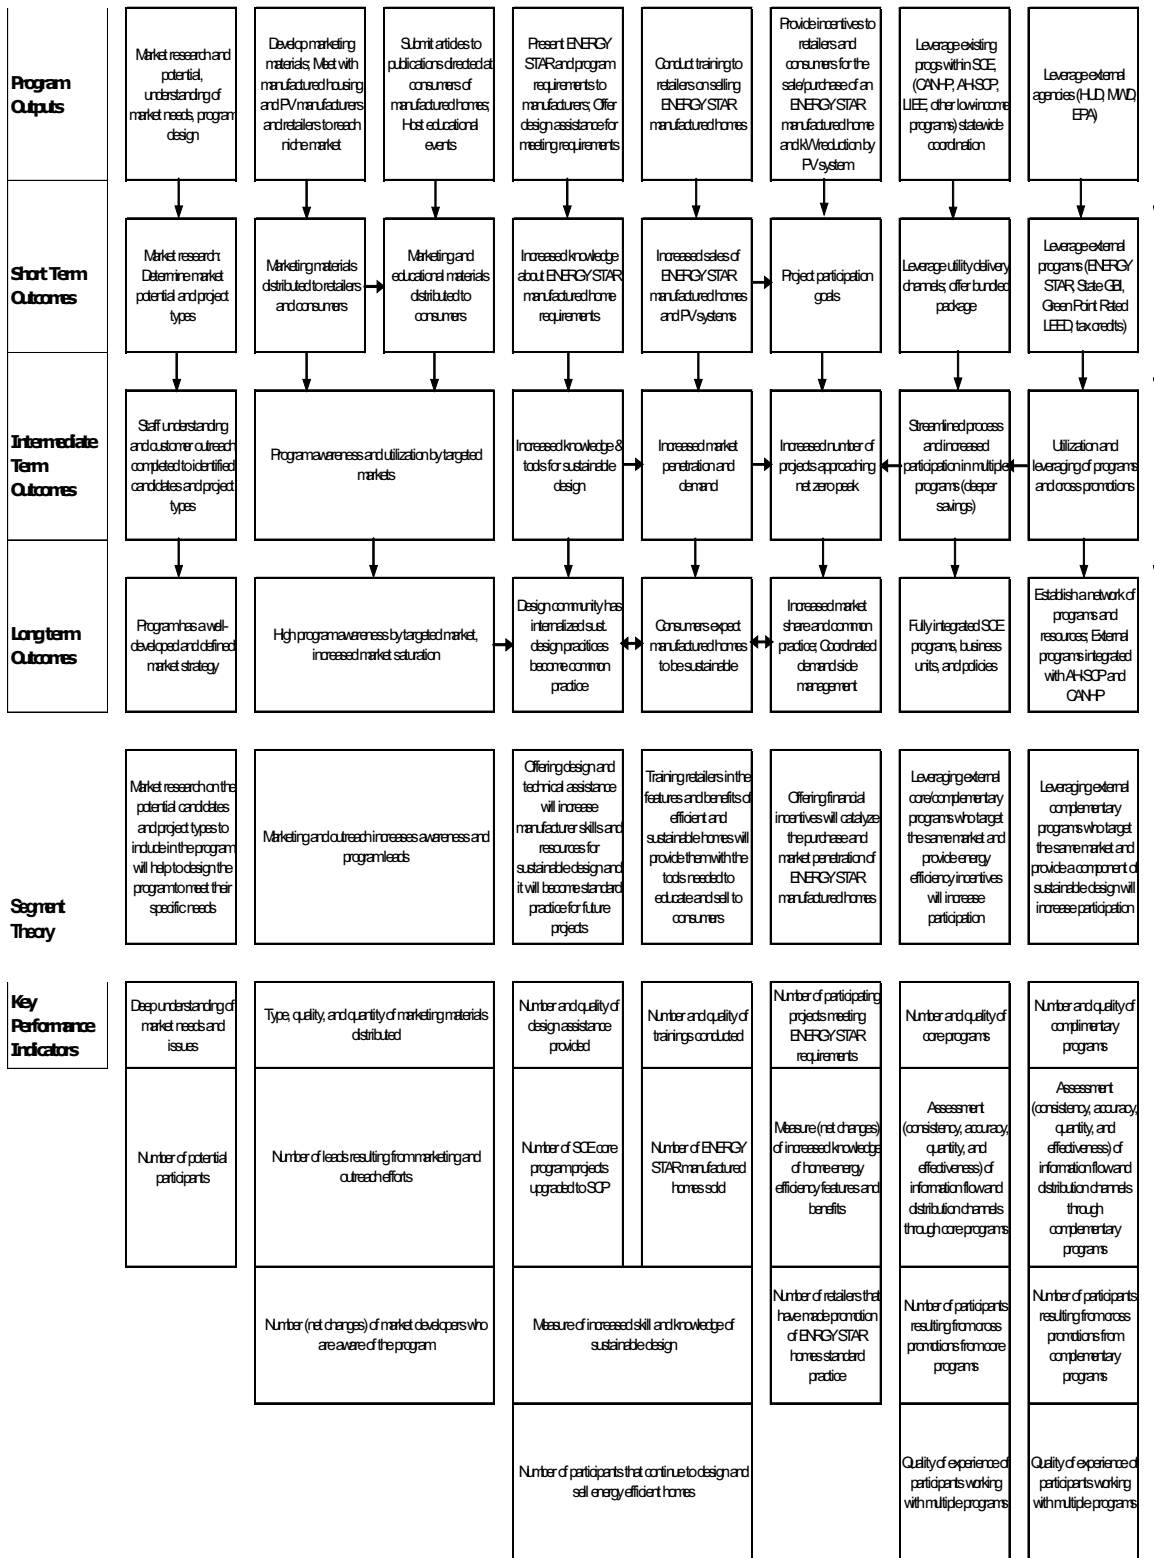 Program
Outputs
Market research and
potential,
understanding of
market needs, program
design
Develop marketing
materials; Meet with
manufactured housing
and PV manufacturers
and retailers to reach
niche market
Submit articles to
publications directed at
consumers of
manufactured homes;
Host educational
events
Present ENERGY
STAR and program
requirements to
manufacturers; Offer
design assistance for
meeting requirements
Conduct training to
retailers on selling
ENERGY STAR
manufactured homes
Provide incentives to
retailers and
consumers for the
sale/purchase of an
ENERGY STAR
manufactured home
and kW reduction by
PV system
Leverage existing
progs within SCE,
(CANHP, AH-SCP,
LIEE, other low-income
programs) statewide
coordination
Leverage external
agencies (HUD, MWD,
EPA)
Short Term
Outcomes
Market research:
Determine market
potential and project
types
Marketing materials
distributed to retailers
and consumers
Marketing and
educational materials
distributed to
consumers
Increased knowledge
about ENERGY STAR
manufactured home
requirements
Increased sales of
ENERGY STAR
manufactured homes
and PV systems
Project participation
goals
Leverage utility delivery
channels; offer bundled
package
Leverage external
programs (ENERGY
STAR, State GBI,
Green Point Rated
LEED, tax credits)
Intermediate
Term
Outcomes
Staff understanding
and customer outreach
completed to identified
candidates and project
types
Program awareness and utilization by targeted
markets
Increased knowledge &
tools for sustainable
design
Increased market
penetration and
demand
Increased number of
projects approaching
net zero peak
Streamlined process
and increased
participation in multiple
programs (deeper
savings)
Utilization and
leveraging of programs
and cross promotions
Long term
Outcomes
Program has a well-
developed and defined
market strategy
High program awareness by targeted market,
increased market saturation
Design community has
internalized sust.
design pracitices
become common
practice
Consumers expect
manufactured homes
to be sustainable
Increased market
share and common
practice; Coordinated
demand side
management
Fully integrated SCE
programs, business
units, and policies
Establish a network of
programs and
resources; External
programs integrated
with AH-SCP and
CANHP
Segment
Theory
Market research on the
potential candidates
and project types to
include in the program
will help to design the
program to meet their
specific needs
Marketing and outreach increases awareness and
program leads
Offering design and
technical assistance
will increase
manufacturer skills and
resources for
sustainable design and
it will become standard
practice for future
projects
Training retailers in the
features and benefits of
efficient and
sustainable homes will
provide them with the
tools needed to
educate and sell to
consumers
Offering financial
incentives will catalyze
the purchase and
market penetration of
ENERGY STAR
manufactured homes
Leveraging external
core/complementary
programs who target
the same market and
provide energy
efficiency incentives
will increase
participation
Leveraging external
complementary
programs who target
the same market and
provide a component of
sustainable design will
increase participation
Key
Performance
Indicators
Deep understanding of
market needs and
issues
Type, quality, and quantity of marketing materials
distributed
Number and quality of
design assistance
provided
Number and quality of
trainings conducted
Number of participating
projects meeting
ENERGY STAR
requirements
Number and quality of
core programs
Number and quality of
complimentary
programs
Number of potential
participants
Number of leads resulting from marketing and
outreach efforts
Number of SCE core
program projects
upgraded to SCP
Number of ENERGY
STAR manufactured
homes sold
Measure (net changes)
of increased knowledge
of home energy
efficiency features and
benefits
Assessment
(consistency, accuracy,
quantity, and
effectiveness) of
information flow and
distribution channels
through core programs
Assessment
(consistency, accuracy,
quantity, and
effectiveness) of
information flow and
distribution channels
through
complementary
programs
Number (net changes) of market developers who
are aware of the program
Measure of increased skill and knowledge of
sustainable design
Number of retailers that
have made promotion
of ENRGY STAR
homes standard
practice
Number of participants
resulting from cross
promotions from core
programs
Number of participants
resulting from cross
promotions from
complementary
programs
Number of participants that continue to design and
sell energy efficient homes
Quality of experience of
participants working
with multiple programs
Quality of experience of
participants working
with multiple programs